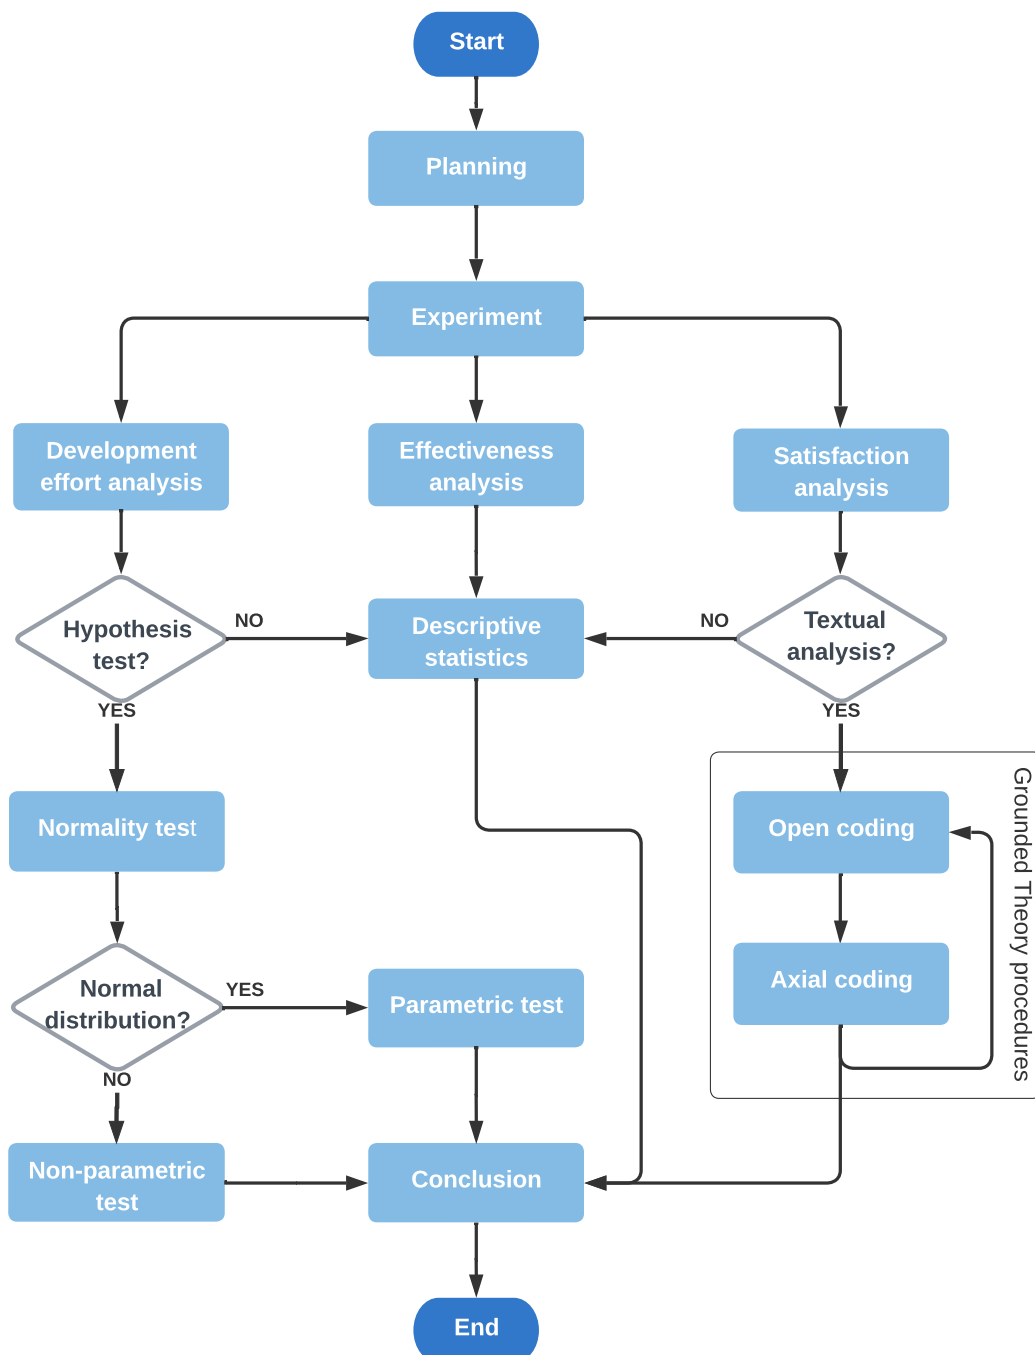 Start
Planning
Experiment
Development
effort analysis
Effectiveness
analysis
Satisfaction
analysis
Hypothesis
test?
NO
Descriptive
statistics
NO
Textual
analysis?
YES
YES
Normality test
Open coding
Grounded Theory procedures
Axial coding
Normal
distribution?
YES
Parametric test
NO
Non-parametric
test
Conclusion
End